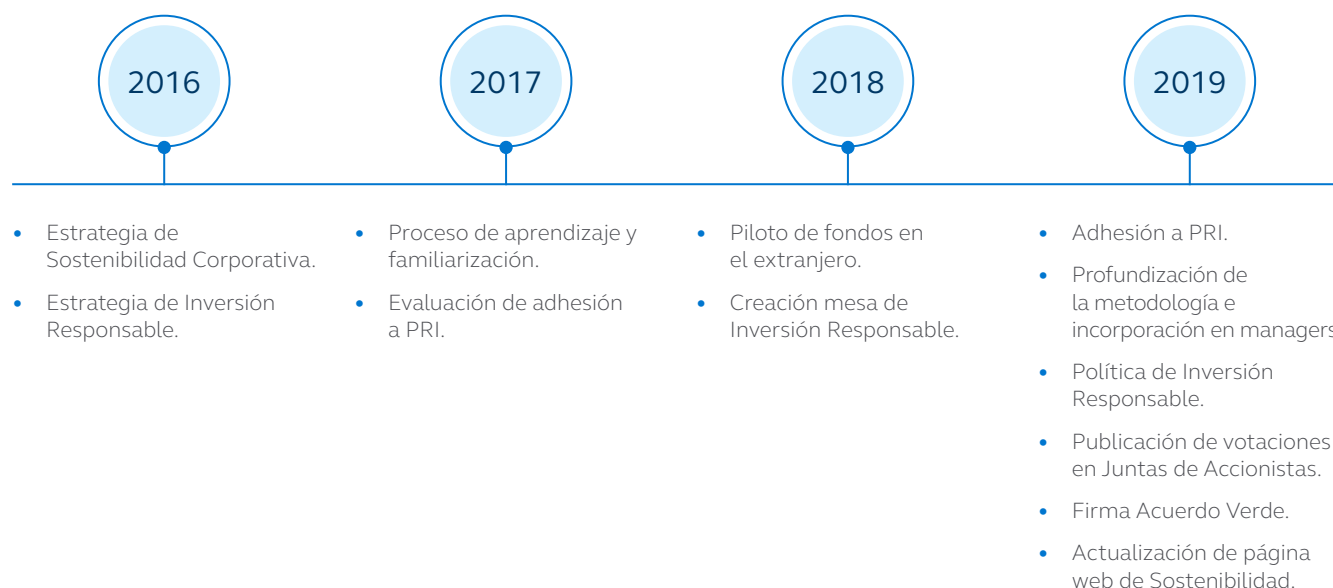 2016
2017
2018
2019
Estrategia de
Sostenibilidad Corporativa.
Estrategia de Inversión
Responsable.
Proceso de aprendizaje y
familiarización.
Evaluación de adhesión
a PRI.
Piloto de fondos en
el extranjero.
Creación mesa de
Inversión Responsable.
Adhesión a PRI.
Profundización de
la metodología e
incorporación en managers
Política de Inversión
Responsable.
Publicación de votaciones
en Juntas de Accionistas.
Firma Acuerdo Verde.
Actualización de página
web de Sostenibilidad.